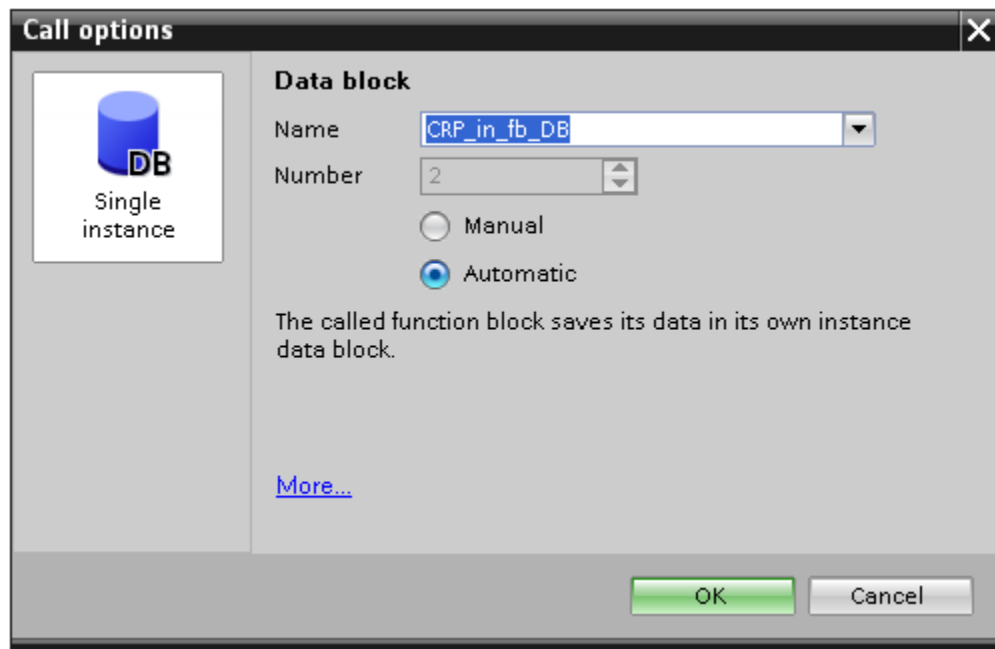 Call options
DB
Single
instance
Data block
Name
CRP_in_fb_DB
Number
2
Manual
Automatic
The called function block saves its data in its own instance
data block.
More...
OK
Cancel